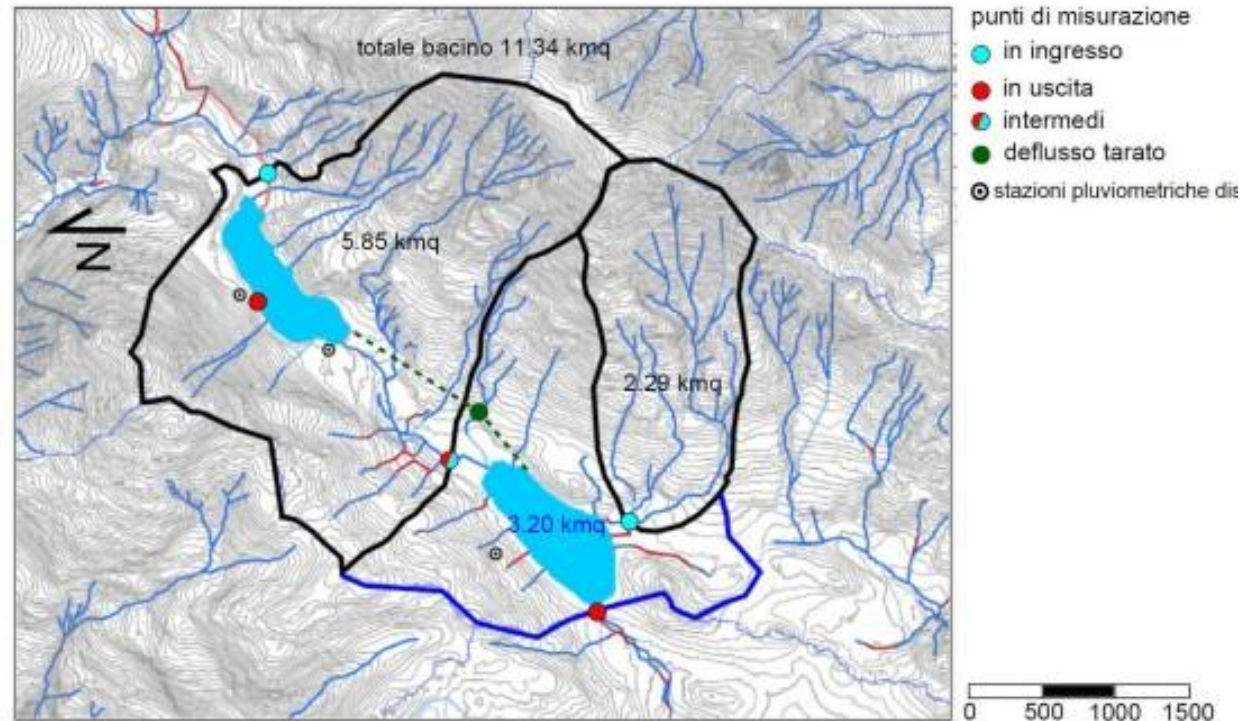 totale bacino 11.34 kmq
5.85 kmq
2.29 kmq
3.20 kmq
N
punti di misurazione
in ingresso
in uscita
intermedi
deflusso tarato
stazioni pluviometriche dis
0 500 1000 1500